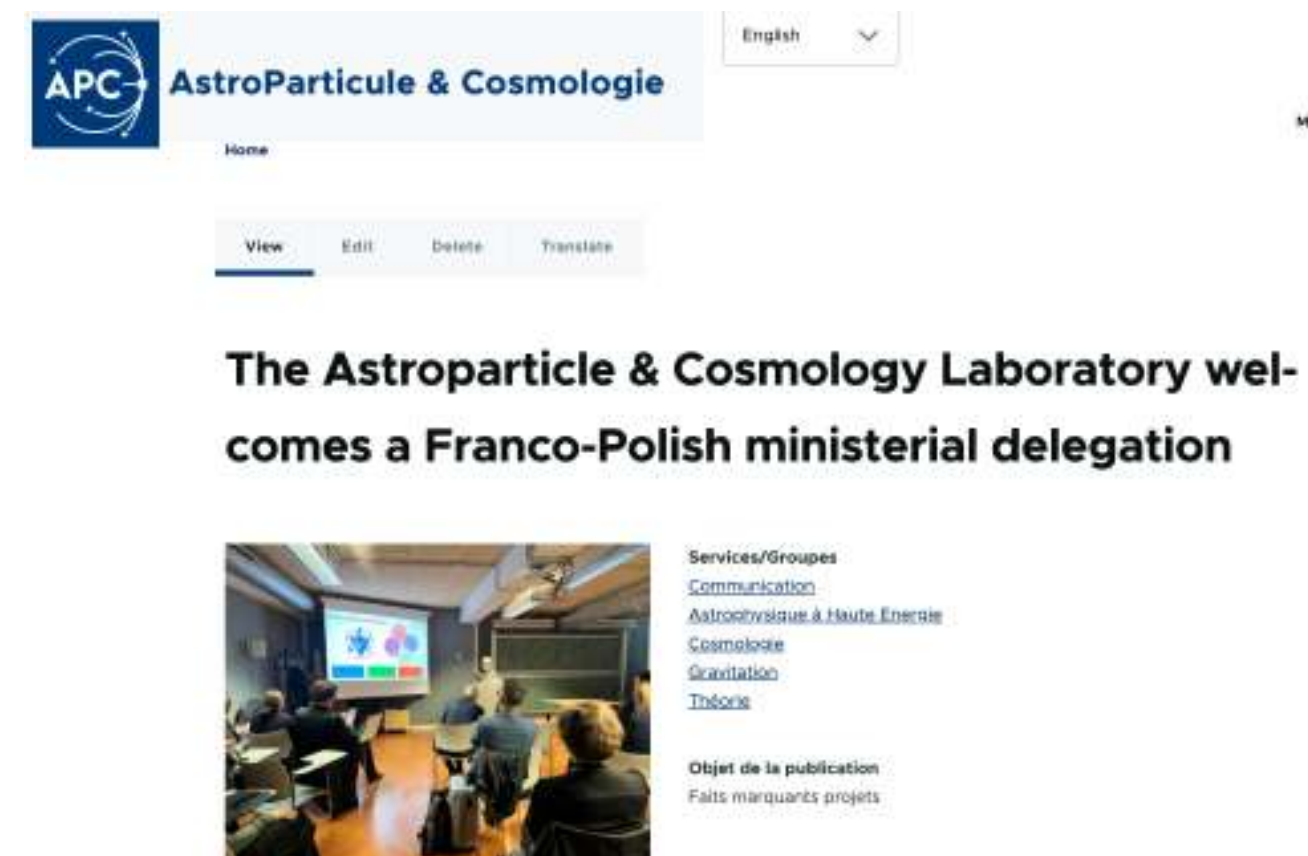 English
APC
AstroParticule & Cosmologie
Home
View Edit Delete Translate
The Astroparticle & Cosmology Laboratory wel-
comes a Franco-Polish ministerial delegation
Services/Groupes
Communication
Astrophysique à Haute Energie
Cosmologie
Gravitation
Théorie
Objet de la publication
Faits marquants projets